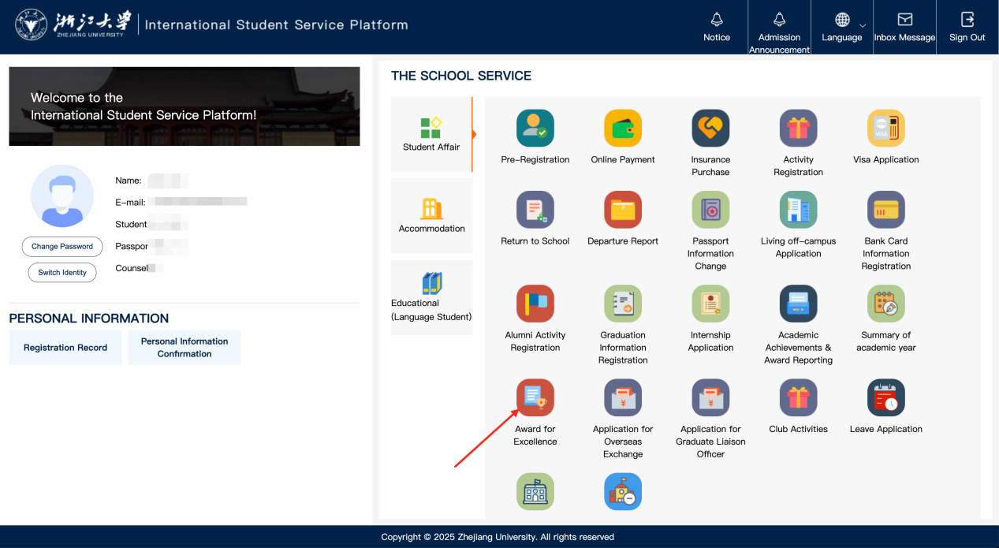 浙江大学
ZHEJIANG UNIVERSITY
International Student Service Platform
Notice
Admission
Announcement
Language
Inbox Message
Sign Out
Welcome to the
International Student Service Platform!
Name:
E-mail:
Student
Passpor
Counsel
Change Password
Switch Identity
PERSONAL INFORMATION
Registration Record
Personal Information
Confirmation
THE SCHOOL SERVICE
Student Affair
Accommodation
Educational
(Language Student)
Pre-Registration
Online Payment
Insurance
Purchase
Activity
Registration
VISA
Visa Application
Return to School
Departure Report
Passport
Information
Change
Living off-campus
Application
Bank Card
Information
Registration
Alumni Activity
Registration
Graduation
Information
Registration
Internship
Application
Academic
Achievements &
Award Reporting
Summary of
academic year
Award for
Excellence
¥
Application for
Overseas
Exchange
¥
Application for
Graduate Liaison
Officer
Club Activities
Leave Application
Copyright © 2025 Zhejiang University. All rights reserved